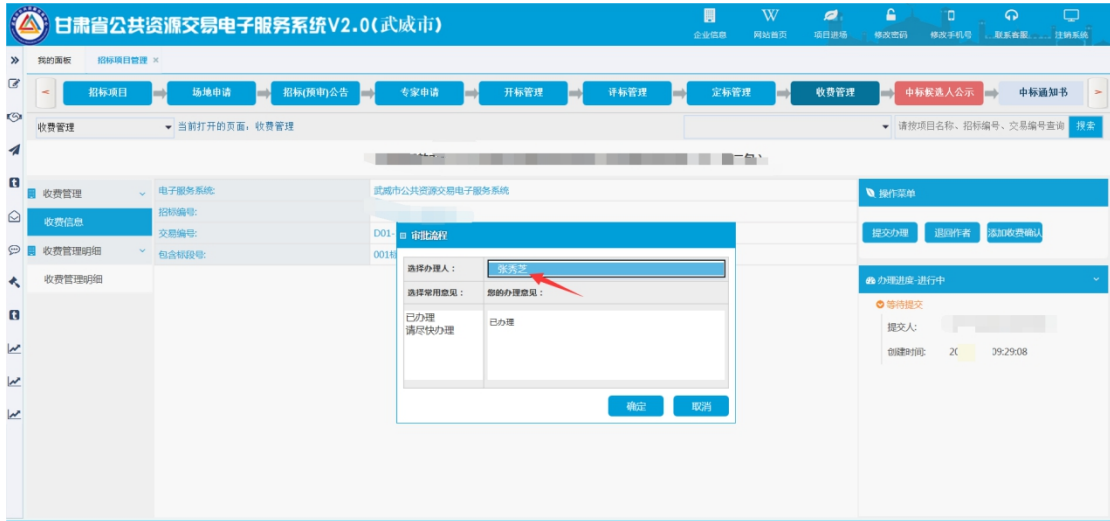 甘肃省公共资源交易电子服务系统V2.0(武威市)
企业信息 网站首页 项目进场 修改密码 修改手机号 联系客服 注销系统
我的面板 招标项目管理 ×
< 招标项目 场地申请 招标(预审)公告 专家申请 开标管理 评标管理 定标管理 收费管理 中标候选人公示 中标通知书 >
收费管理 当前打开的页面: 收费管理 请按项目名称、招标编号、交易编号查询 搜索
收费管理
收费信息
收费管理明细
收费管理明细
电子服务系统: 武威市公共资源交易电子服务系统
招标编号:
交易编号: D01-
包含标段号: 001标
审批流程
选择办理人: 张秀芝
选择常用意见: 您的办理意见:
已办理
请尽快办理
已办理
确定 取消
操作菜单
提交办理 退回作者 添加收费确认
办理进度-进行中
等待提交
提交人:
创建时间: 20 09:29:08